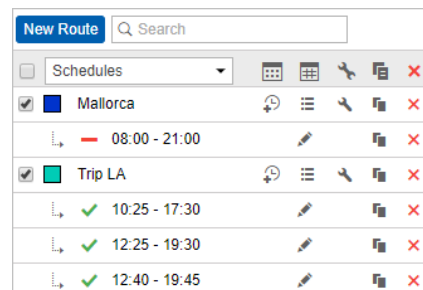 New Route Search
Schedules
Mallorca
08:00 - 21:00
Trip LA
10:25 - 17:30
12:25 - 19:30
12:40 - 19:45